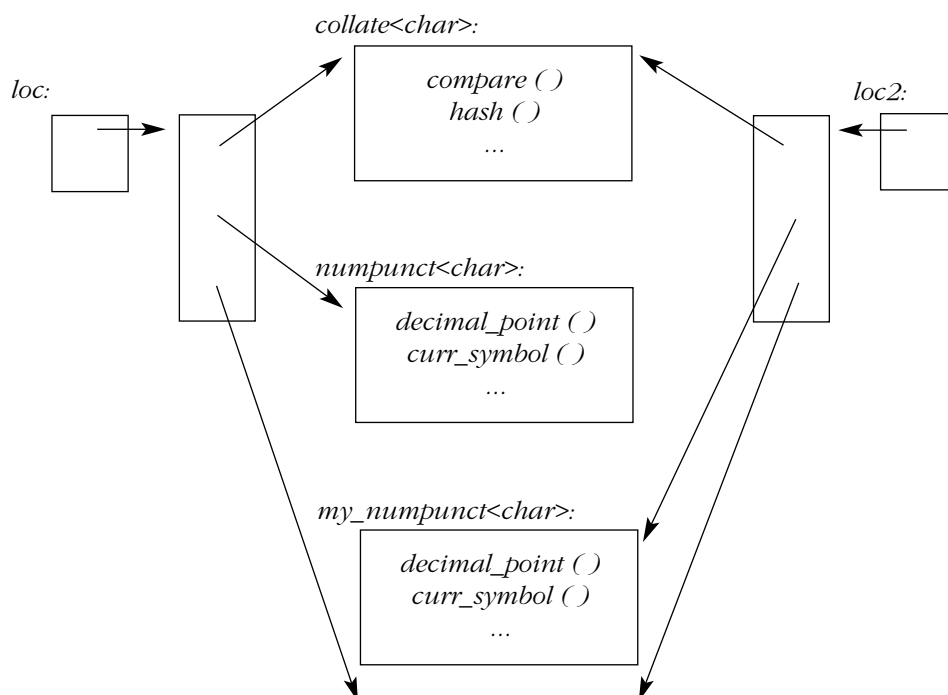 collate<char>:
compare ( )
hash ( )
...
loc:
loc2:
numpunct<char>:
decimal_point ( )
curr_symbol ( )
...
my_numpunct<char>:
decimal_point ( )
curr_symbol ( )
...